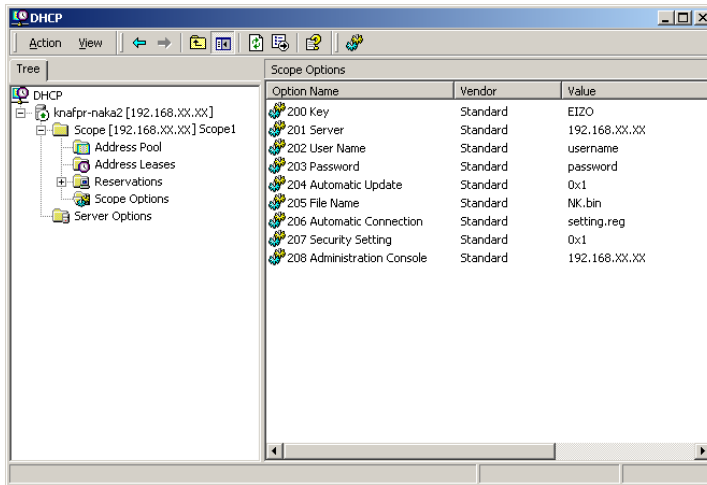 DHCP
Action View
Tree
DHCP
knafpr-naka2 [192.168.XX.XX]
Scope [192.168.XX.XX] Scope1
Address Pool
Address Leases
Reservations
Scope Options
Server Options
Scope Options
Option Name Vendor Value
200 Key Standard EIZO
201 Server Standard 192.168.XX.XX
202 User Name Standard username
203 Password Standard password
204 Automatic Update Standard 0x1
205 File Name Standard NK.bin
206 Automatic Connection Standard setting.reg
207 Security Setting Standard 0x1
208 Administration Console Standard 192.168.XX.XX